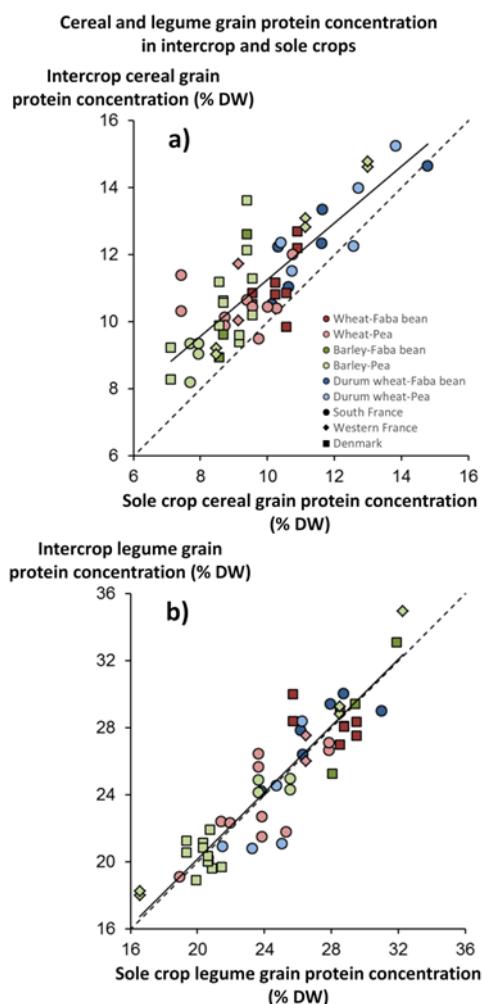 Cereal and legume grain protein concentration
in intercrop and sole crops
Intercrop cereal grain
protein concentration (% DW)
a)
16
14
12
10
8
6
Wheat-Faba bean
Wheat-Pea
Barley-Faba bean
Barley-Pea
Durum wheat-Faba bean
Durum wheat-Pea
South France
Western France
Denmark
6 8 10 12 14 16
Sole crop cereal grain protein concentration
(% DW)
Intercrop legume grain
protein concentration (% DW)
b)
36
32
28
24
20
16
16 20 24 28 32 36
Sole crop legume grain protein concentration
(% DW)